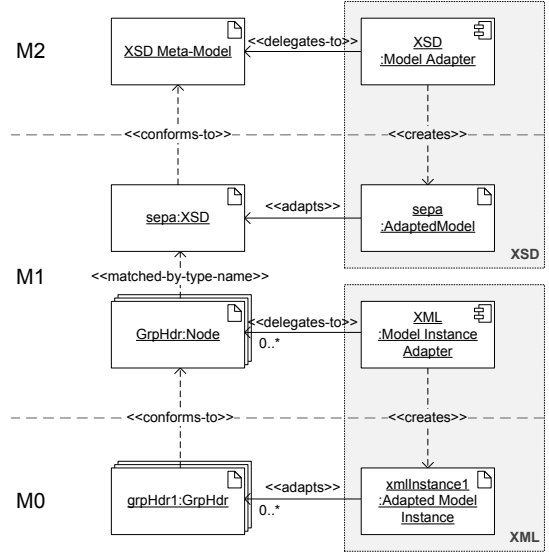 M2
XSD Meta-Model
<<delegates-to>>
XSD
:Model Adapter
<<conforms-to>>
<<creates>>
M1
sepa:XSD
<<adapts>>
sepa
:AdaptedModel
XSD
<<matched-by-type-name>>
GrpHdr:Node
<<delegates-to>>
0..*
XML
:Model Instance
Adapter
<<conforms-to>>
<<creates>>
M0
grpHdr1:GrpHdr
<<adapts>>
0..*
xmlInstance1
:Adapted Model
Instance
XML